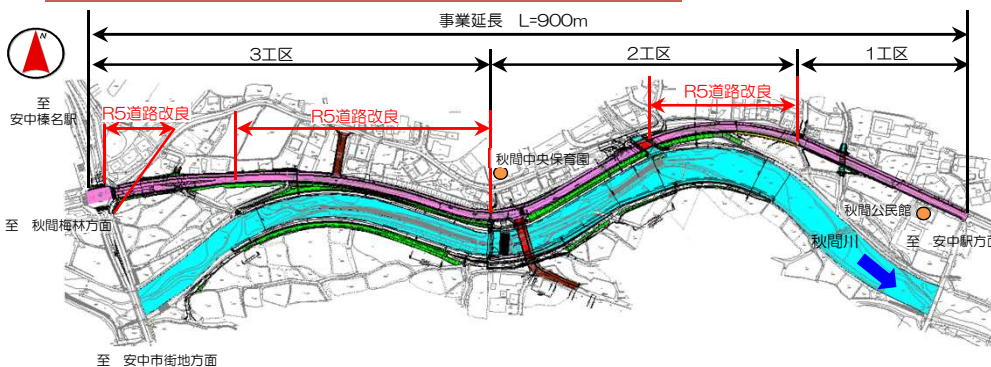 事業延長 L=900m
3工区
2工区
1工区
N
至
安中榛名駅
R5道路改良
R5道路改良
R5道路改良
秋間中央保育園
至 秋間梅林方面
秋間公民館
秋間川
至 安中駅方面
至 安中市街地方面